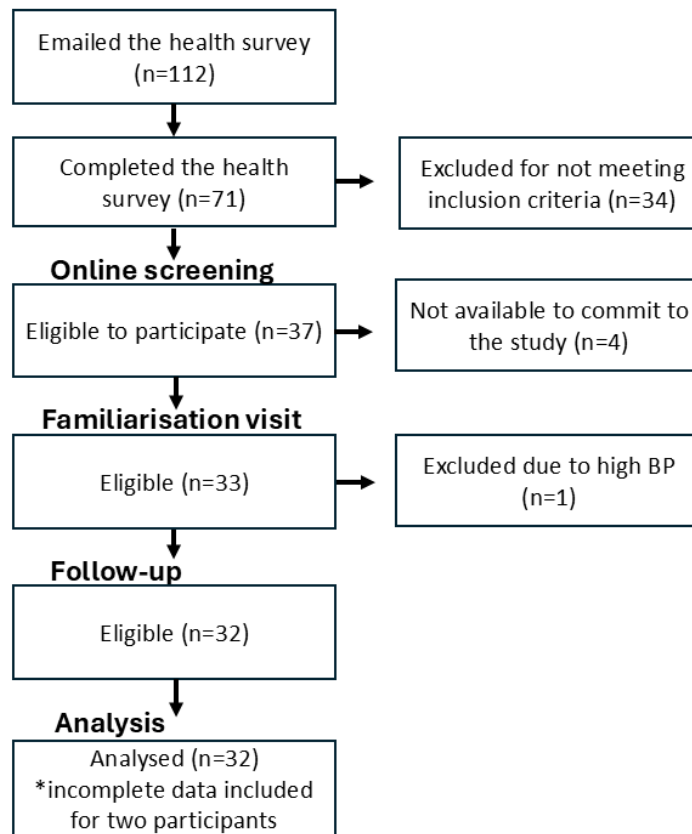 Emailed the health survey
(n=112)
Completed the health
survey (n=71)
Excluded for not meeting
inclusion criteria (n=34)
Online screening
Eligible to participate (n=37)
Not available to commit to
the study (n=4)
Familiarisation visit
Eligible (n=33)
Excluded due to high BP
(n=1)
Follow-up
Eligible (n=32)
Analysis
Analysed (n=32)
*incomplete data included
for two participants